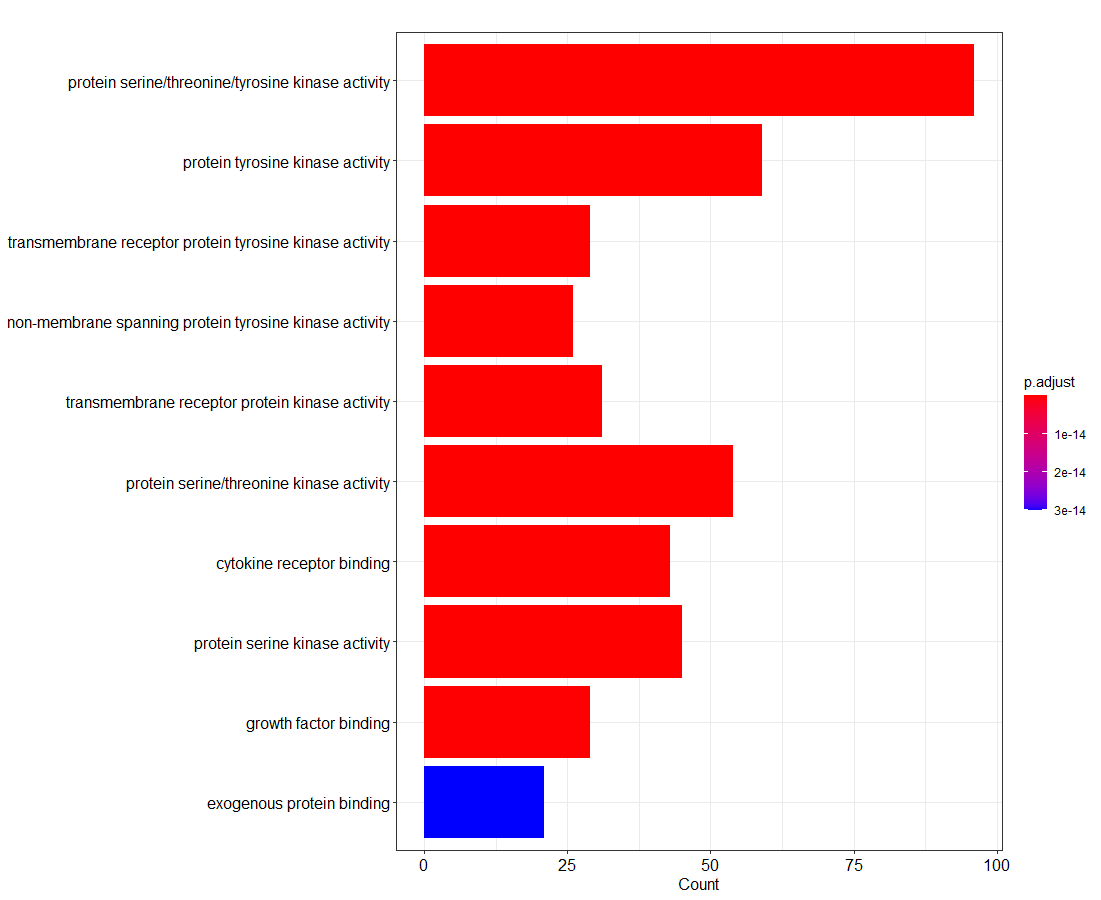 protein serine/threonine/tyrosine kinase activity
protein tyrosine kinase activity
transmembrane receptor protein tyrosine kinase activity
non-membrane spanning protein tyrosine kinase activity
transmembrane receptor protein kinase activity
protein serine/threonine kinase activity
cytokine receptor binding
protein serine kinase activity
growth factor binding
exogenous protein binding
0 25 50 75 100
Count
p.adjust
1e-14
2e-14
3e-14